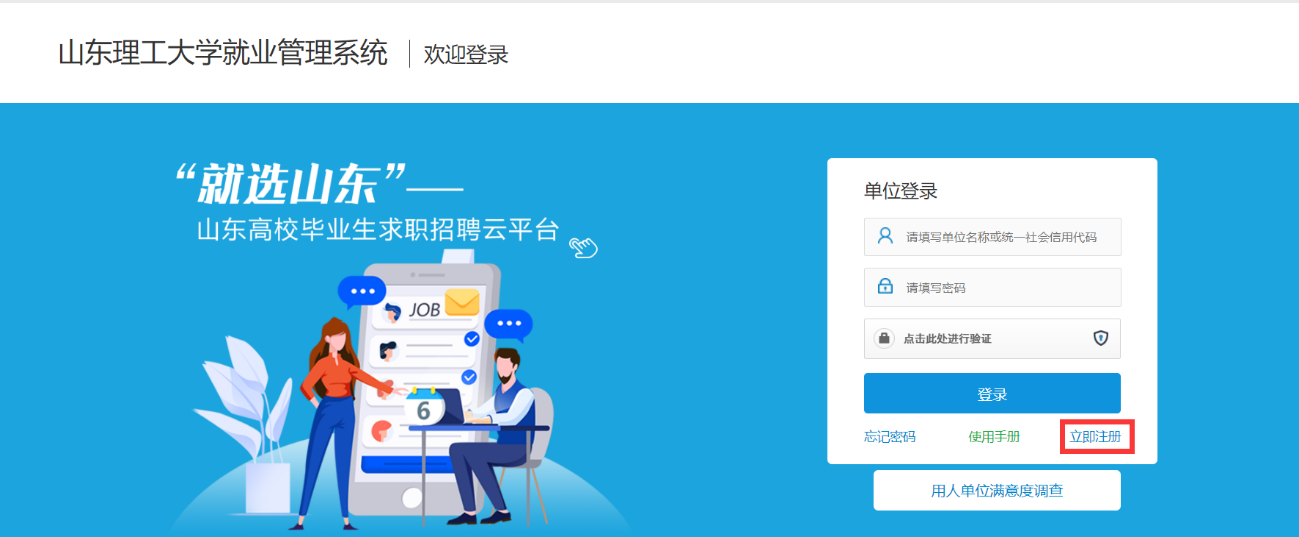 山东理工大学就业管理系统 | 欢迎登录
“就选山东”——
山东高校毕业生求职招聘云平台
JOB
6
单位登录
请填写单位名称或统一社会信用代码
请填写密码
点击此处进行验证
登录
忘记密码 使用手册 立即注册
用人单位满意度调查